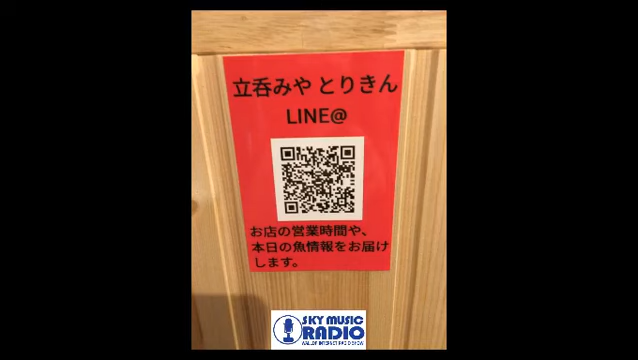 立呑みや とりきん
LINE@
お店の営業時間や、
本日の魚情報をお届け
します。
SKY MUSIC
RADIO